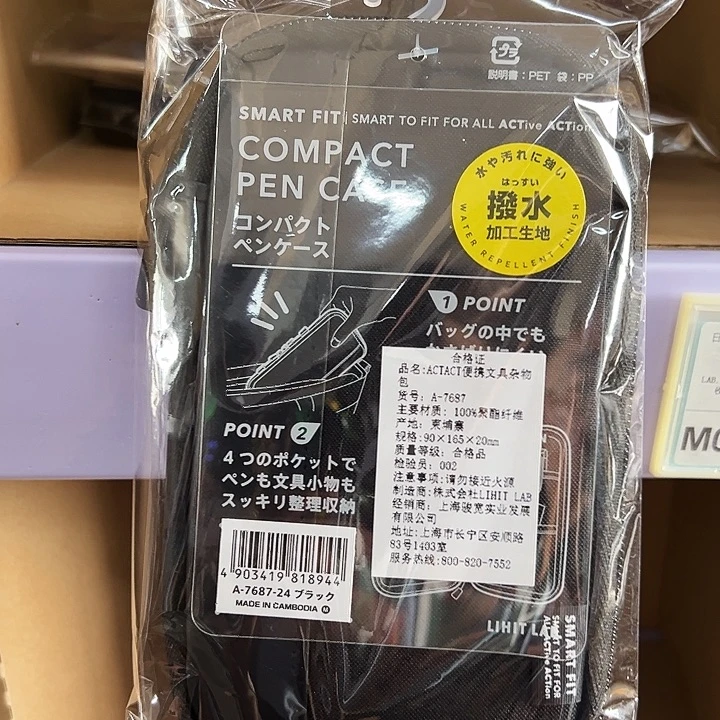 プラ
説明書：PET 袋：PP
SMART FIT | SMART TO FIT FOR ALL ACTive ACTion
COMPACT
PEN CASE
コンパクト
ペンケース
水や汚れに強い
はっすい
撥水
加工生地
WATER REPELLENT FINISH
1 POINT
バッグの中でも
POINT 2
4つのポケットで
ペンも文具小物も
スッキリ整理収納
合格证
品名:ACTACT便携文具杂物
包
货号: A-7687
主要材质: 100%聚酯纤维
产地: 柬埔寨
规格:90×165×20mm
质量等级: 合格品
检验员: 002
注意事项:请勿接近火源
制造商:株式会社LIHIT LAB
经销商: 上海骏宽实业发展
有限公司
地址:上海市长宁区安顺路
83号1403室
服务热线:800-820-7552
4 903419 818944
A-7687-24 ブラック
MADE IN CAMBODIA M
LIHIT LAB
SMART FIT
SMART TO FIT FOR
ALL ACTive ACTion